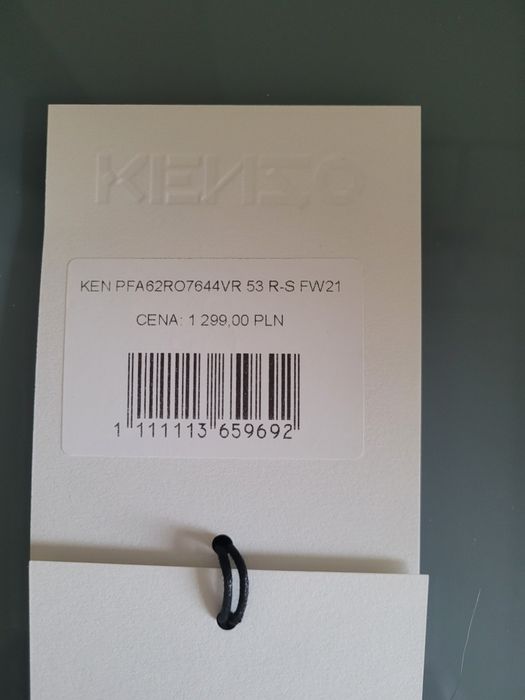 KENZO
KEN PFA62RO7644VR 53 R-S FW21
CENA: 1 299,00 PLN
1 111113 659692